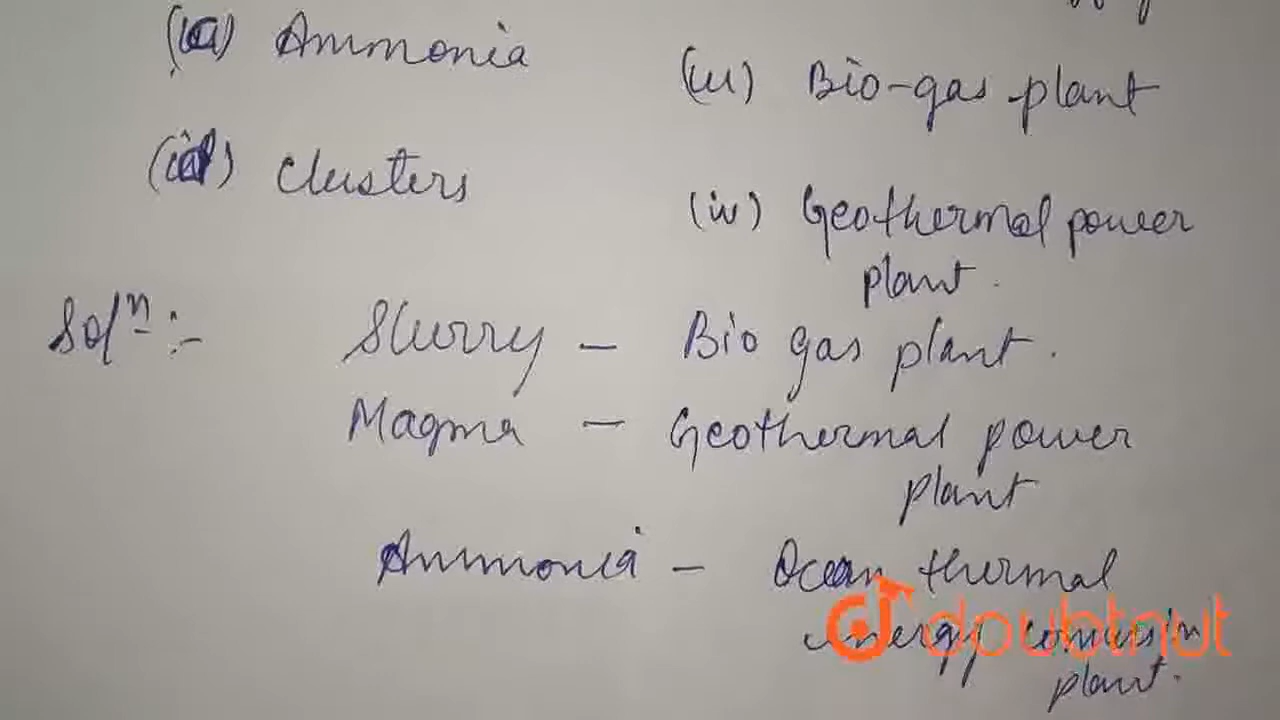 Ammonia
(iii) Bio-gas plant
Clusters
(iv) Geothermal power
plant.
Solⁿ :-
Slurry - Bio gas plant.
Magma - Geothermal power
plant
Ammonia - Ocean thermal
energy conversion
plant.
doubtnut